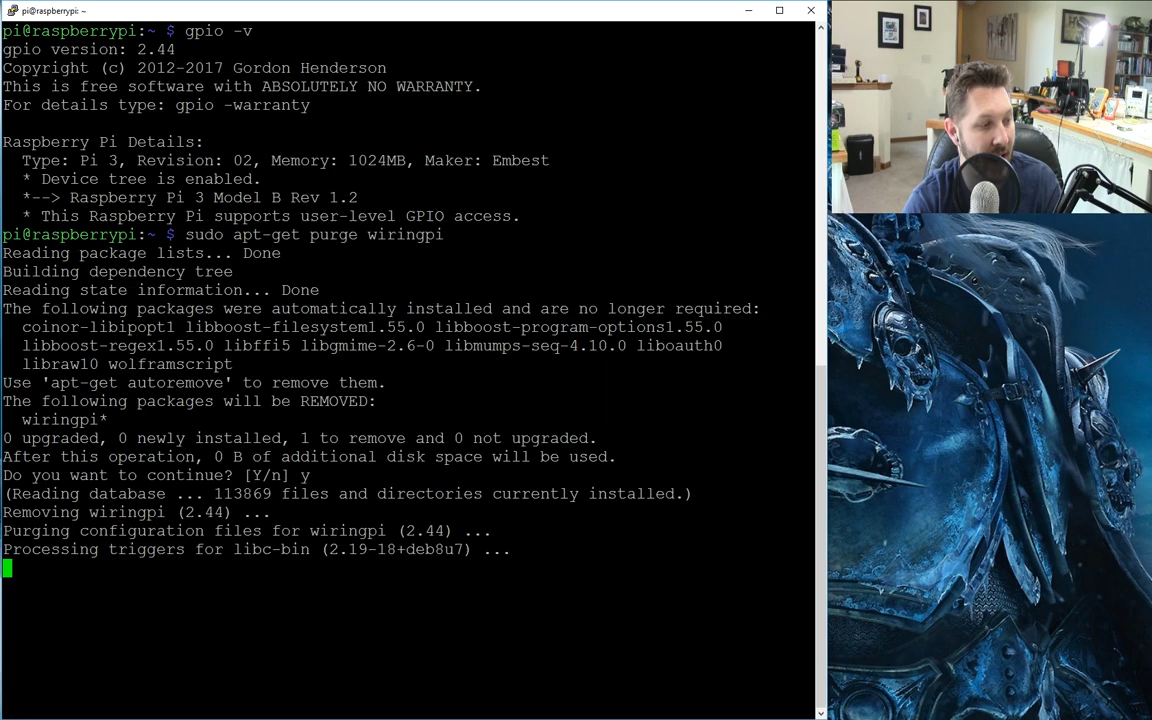 pi@raspberrypi: ~
pi@raspberrypi:~ $ gpio -v
gpio version: 2.44
Copyright (c) 2012-2017 Gordon Henderson
This is free software with ABSOLUTELY NO WARRANTY.
For details type: gpio -warranty
Raspberry Pi Details:
Type: Pi 3, Revision: 02, Memory: 1024MB, Maker: Embest
* Device tree is enabled.
*--> Raspberry Pi 3 Model B Rev 1.2
* This Raspberry Pi supports user-level GPIO access.
pi@raspberrypi:~ $ sudo apt-get purge wiringpi
Reading package lists... Done
Building dependency tree
Reading state information... Done
The following packages were automatically installed and are no longer required:
coinor-libipopt1 libboost-filesystem1.55.0 libboost-program-options1.55.0
libboost-regex1.55.0 libffi5 libgmime-2.6-0 libmumps-seq-4.10.0 liboauth0
libraw10 wolframscript
Use 'apt-get autoremove' to remove them.
The following packages will be REMOVED:
wiringpi*
0 upgraded, 0 newly installed, 1 to remove and 0 not upgraded.
After this operation, 0 B of additional disk space will be used.
Do you want to continue? [Y/n] y
(Reading database ... 113869 files and directories currently installed.)
Removing wiringpi (2.44) ...
Purging configuration files for wiringpi (2.44) ...
Processing triggers for libc-bin (2.19-18+deb8u7) ...